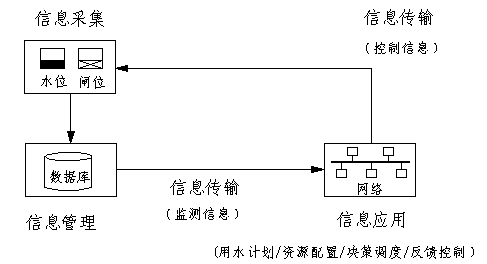 信息采集
信息传输
(控制信息)
水位 闸位
数据库
信息传输
(监测信息)
网络
信息管理
信息应用
(用水计划/资源配置/决策调度/反馈控制)